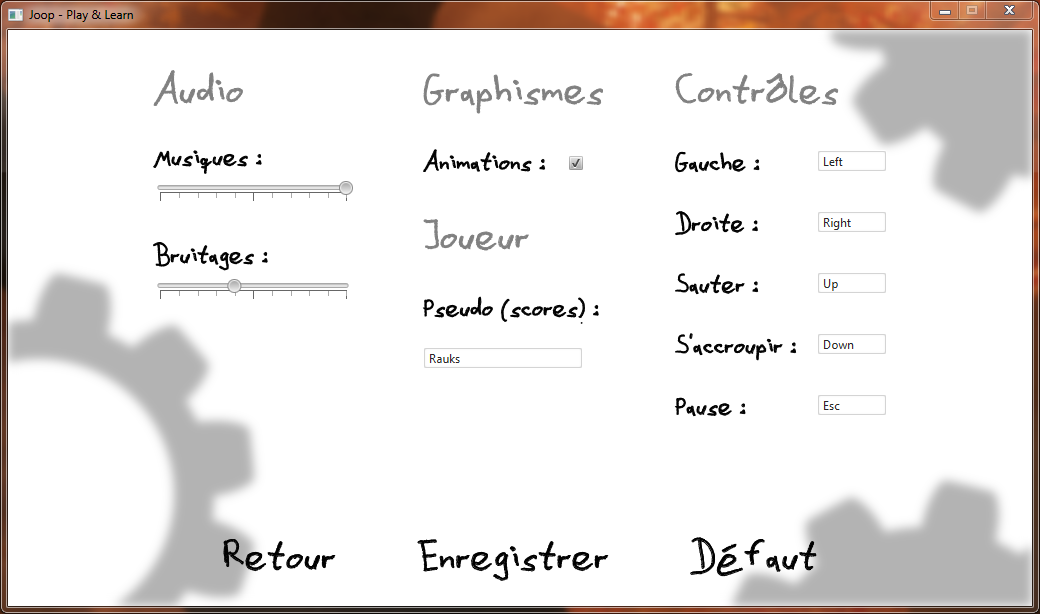 Joop - Play & Learn
Audio
Musiques :
Bruitages :
Graphismes
Animations :
Joueur
Pseudo (scores) :
Rauks
Contrôles
Gauche : Left
Droite : Right
Sauter : Up
S'accroupir : Down
Pause : Esc
Retour Enregistrer Défaut